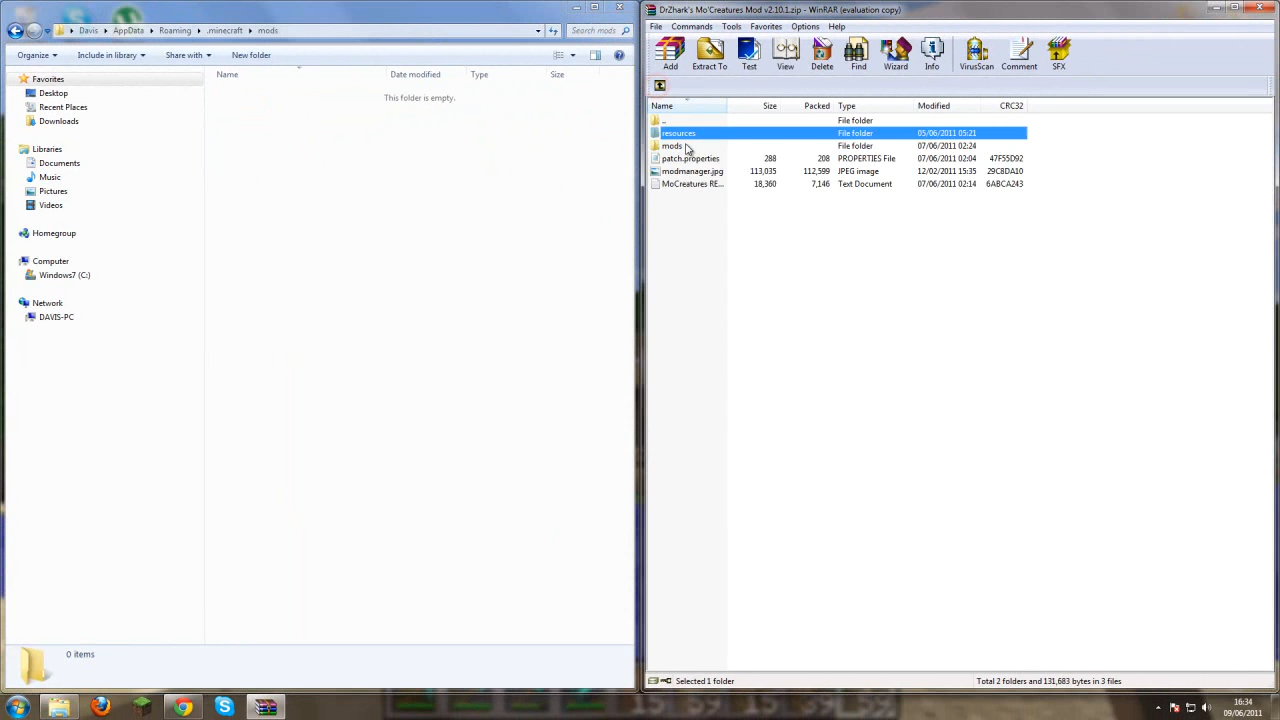 Davis AppData Roaming .minecraft mods
Search mods
Organize Include in library Share with New folder
Name Date modified Type Size
This folder is empty.
Favorites
Desktop
Recent Places
Downloads
Libraries
Documents
Music
Pictures
Videos
Homegroup
Computer
Windows7 (C:)
Network
DAVIS-PC
0 items
DrZhark's Mo'Creatures Mod v2.10.1.zip - WinRAR (evaluation copy)
File Commands Tools Favorites Options Help
Add Extract To Test View Delete Find Wizard Info VirusScan Comment SFX
Name Size Packed Type Modified CRC32
.. File folder
resources File folder 05/06/2011 05:21
mods File folder 07/06/2011 02:24
patch.properties 288 208 PROPERTIES File 07/06/2011 02:04 47F55D92
modmanager.jpg 113,035 112,599 JPEG image 12/02/2011 15:35 29C8DA10
MoCreatures RE... 18,360 7,146 Text Document 07/06/2011 02:14 6ABCA243
Selected 1 folder Total 2 folders and 131,683 bytes in 3 files
16:34
09/06/2011